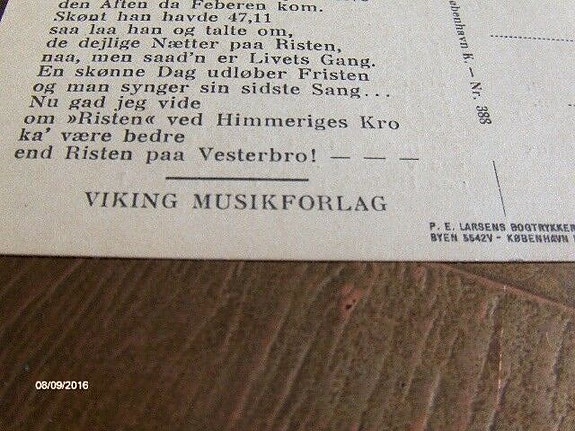 den Aften da Feberen kom.
Skønt han havde 47,11
saa laa han og talte om,
de dejlige Nætter paa Risten,
naa, men saad'n er Livets Gang.
En skønne Dag udløber Fristen
og man synger sin sidste Sang...
Nu gad jeg vide
om »Risten« ved Himmeriges Kro
ka' være bedre
end Risten paa Vesterbro! — — —
VIKING MUSIKFORLAG
København K. — Nr. 388
P. E. LARSENS BOGTRYKKER
BYEN 5542V - KØBENHAVN
08/09/2016